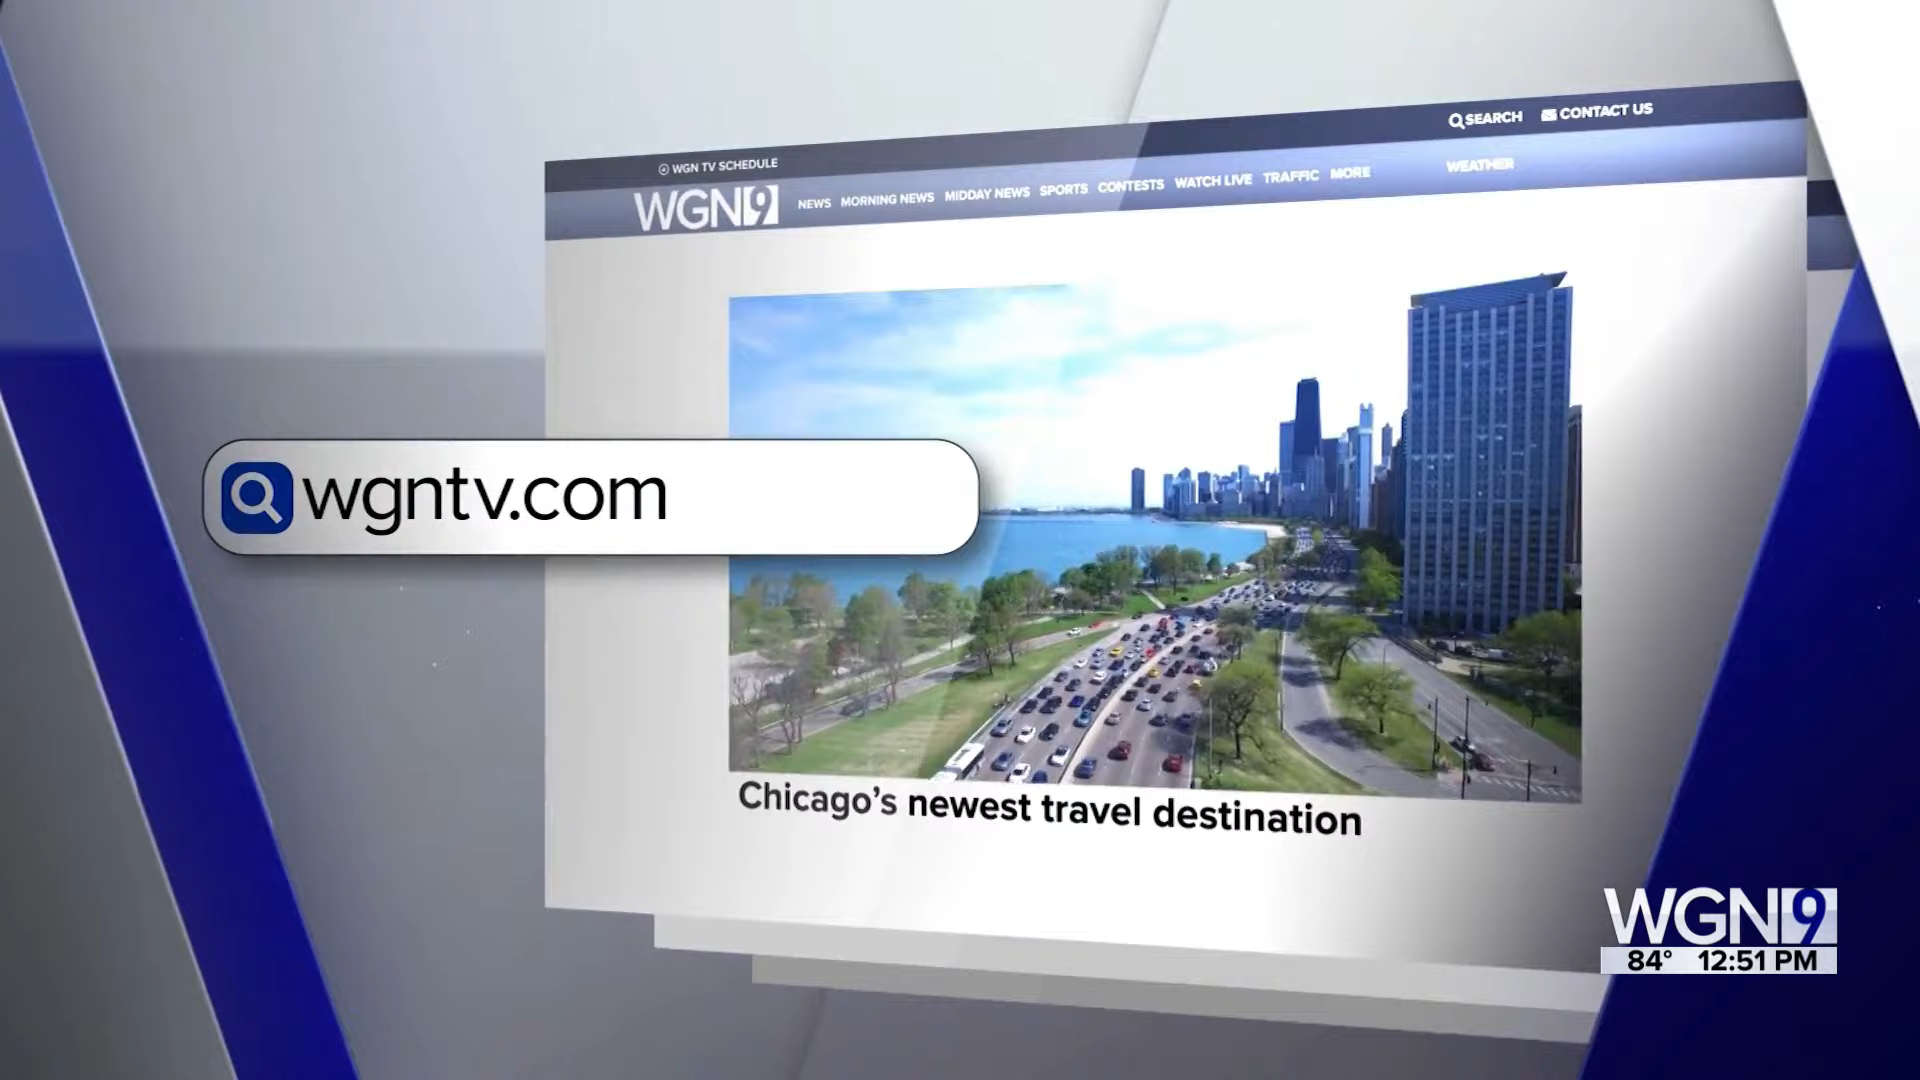 SEARCH CONTACT US
WGN TV SCHEDULE
WGN9 NEWS MORNING NEWS MIDDAY NEWS SPORTS CONTESTS WATCH LIVE TRAFFIC MORE WEATHER
wgntv.com
Chicago's newest travel destination
WGN9
84° 12:51 PM